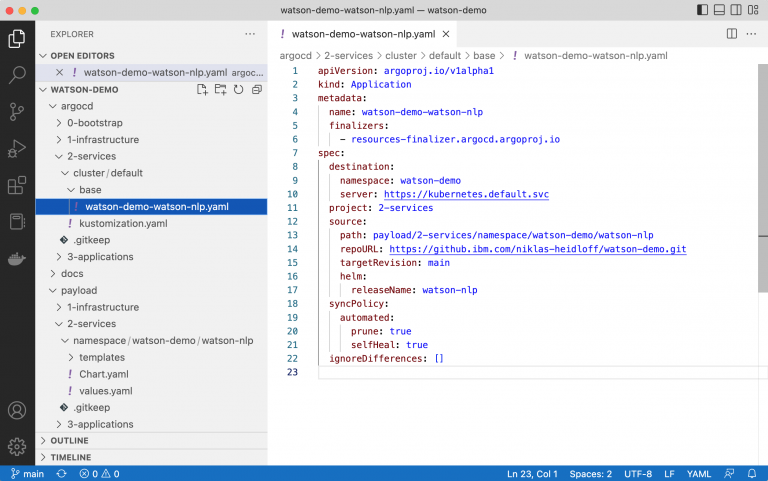 watson-demo-watson-nlp.yaml — watson-demo
EXPLORER
OPEN EDITORS
watson-demo-watson-nlp.yaml argoc...
WATSON-DEMO
argocd
0-bootstrap
1-infrastructure
2-services
cluster/default
base
watson-demo-watson-nlp.yaml
kustomization.yaml
.gitkeep
3-applications
docs
payload
1-infrastructure
2-services
namespace/watson-demo/watson-nlp
templates
Chart.yaml
values.yaml
.gitkeep
3-applications
OUTLINE
TIMELINE
watson-demo-watson-nlp.yaml
argocd > 2-services > cluster > default > base > ! watson-demo-watson-nlp.yaml
1 apiVersion: argoproj.io/v1alpha1
2 kind: Application
3 metadata:
4   name: watson-demo-watson-nlp
5   finalizers:
6     - resources-finalizer.argocd.argoproj.io
7 spec:
8   destination:
9     namespace: watson-demo
10     server: https://kubernetes.default.svc
11   project: 2-services
12   source:
13     path: payload/2-services/namespace/watson-demo/watson-nlp
14     repoURL: https://github.ibm.com/niklas-heidloff/watson-demo.git
15     targetRevision: main
16     helm:
17       releaseName: watson-nlp
18   syncPolicy:
19     automated:
20       prune: true
21       selfHeal: true
22   ignoreDifferences: []
23
main 0 0 Ln 23, Col 1 Spaces: 2 UTF-8 LF YAML